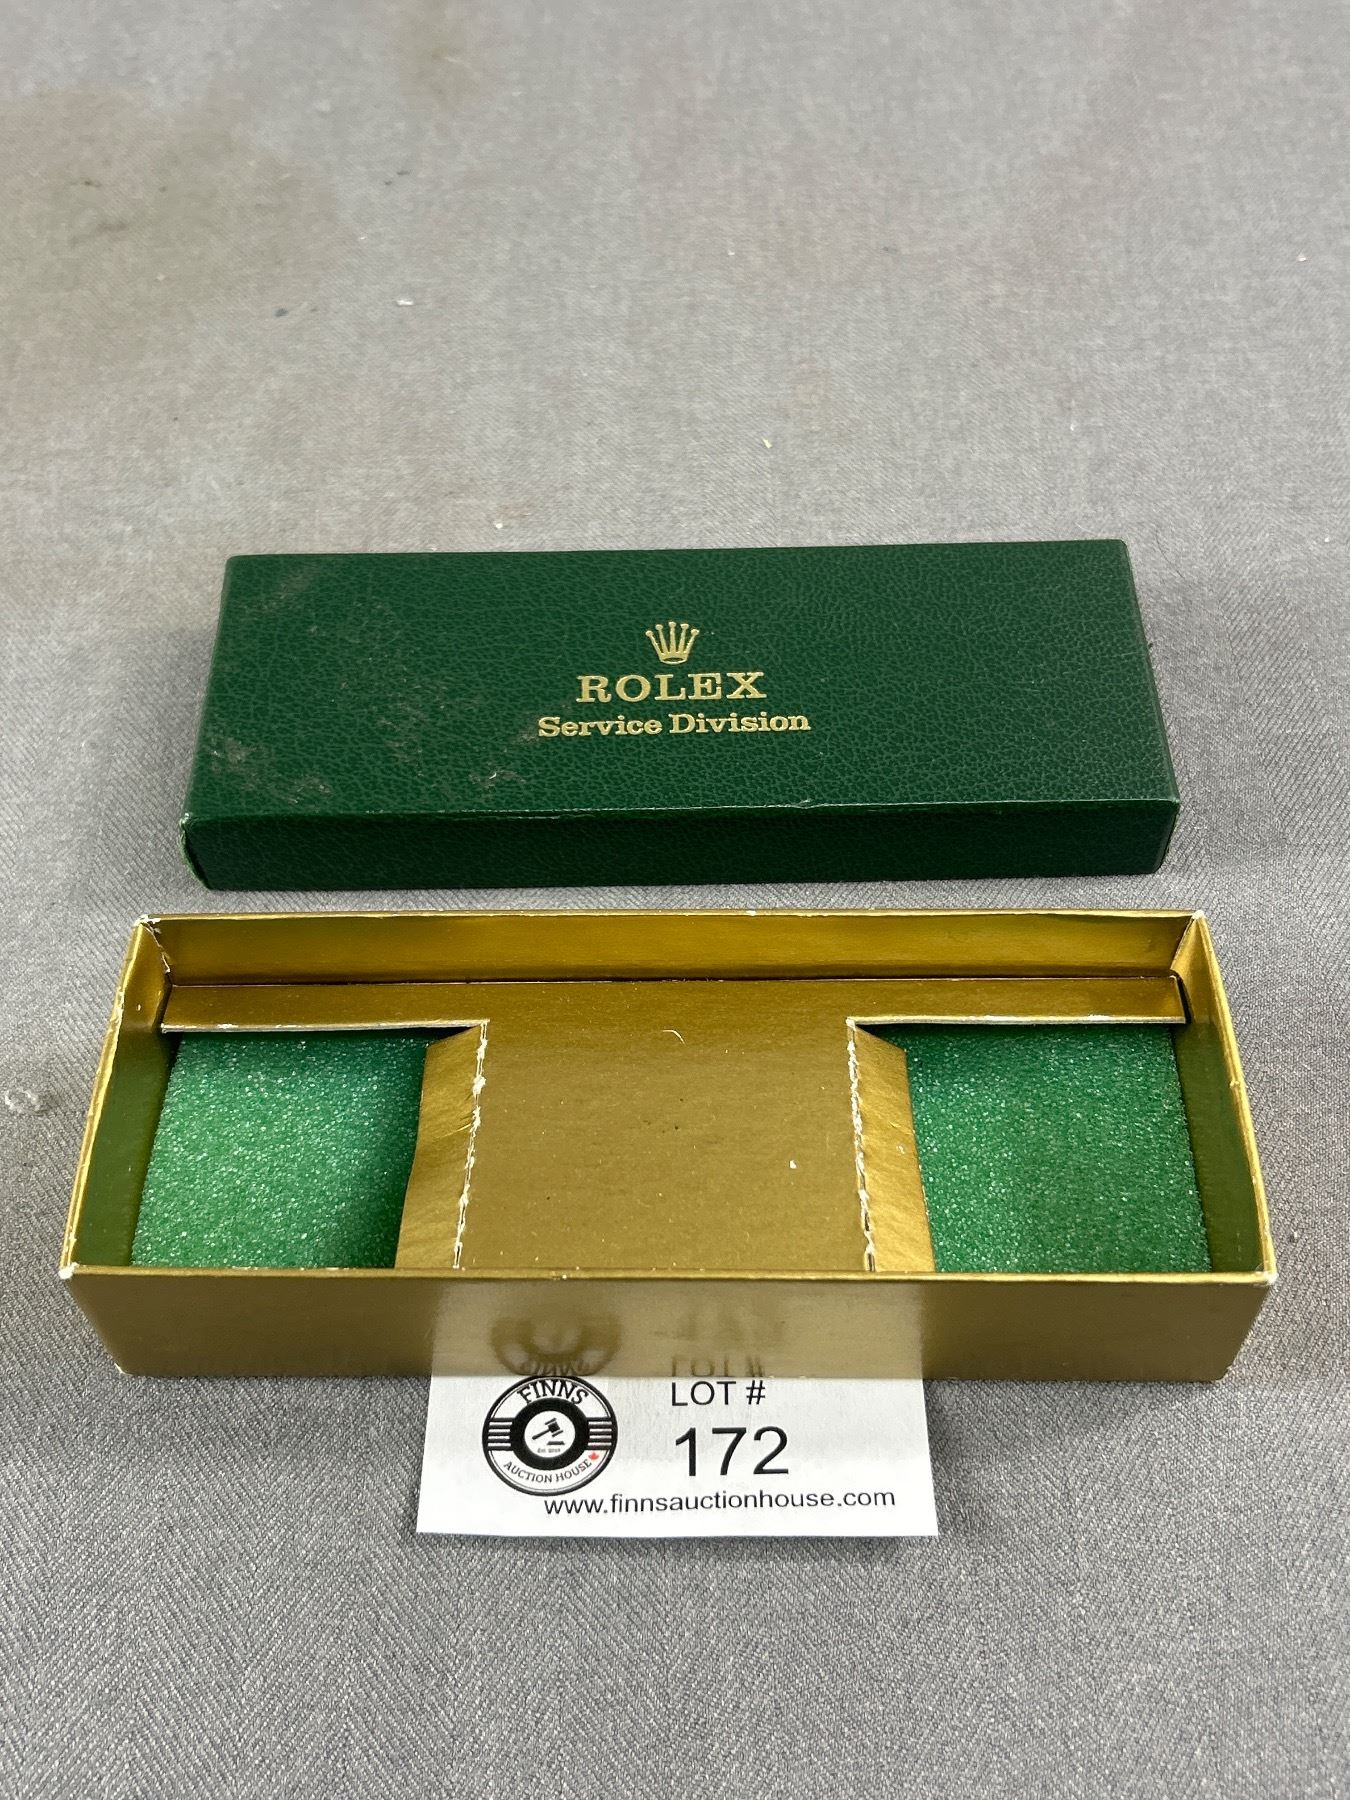 ROLEX
Service Division
FINNS
AUCTION HOUSE
LOT #
172
www.finnsauctionhouse.com